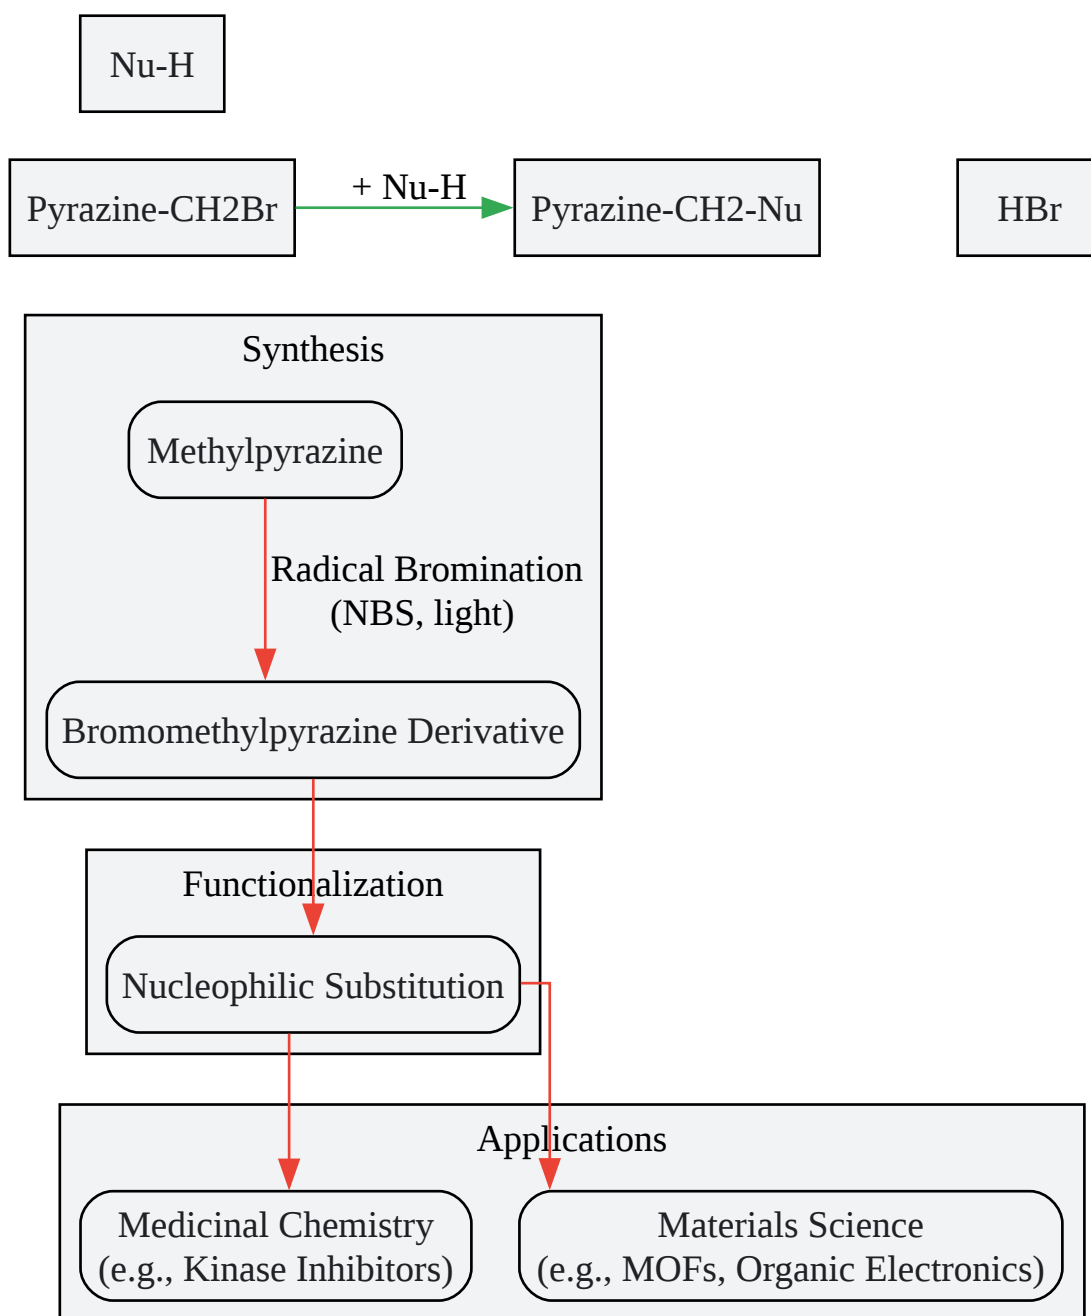 Nu-H
+ Nu-H
Pyrazine-CH2Br
Pyrazine-CH2-Nu
HBr
Synthesis
Methylpyrazine
Radical Bromination
(NBS, light)
Bromomethylpyrazine Derivative
Functionalization
Nucleophilic Substitution
Applications
Medicinal Chemistry
(e.g., Kinase Inhibitors)
Materials Science
(e.g., MOFs, Organic Electronics)